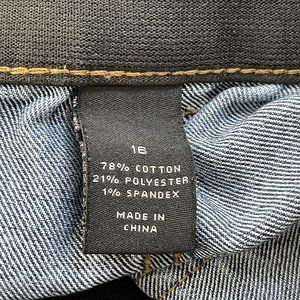 16
78% COTTON
21% POLYESTER
1% SPANDEX
MADE IN
CHINA